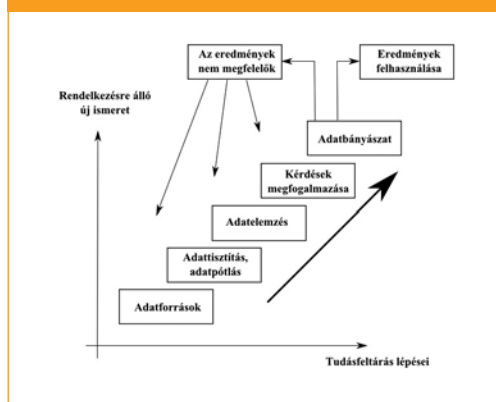 Az eredmények
nem megfelelők
Eredmények
felhasználása
Rendelkezésre álló
új ismeret
Adatbányászat
Kérdések
megfogalmazása
Adatelemzés
Adattisztítás,
adatpótlás
Adatforrások
Tudásfeltárás lépései